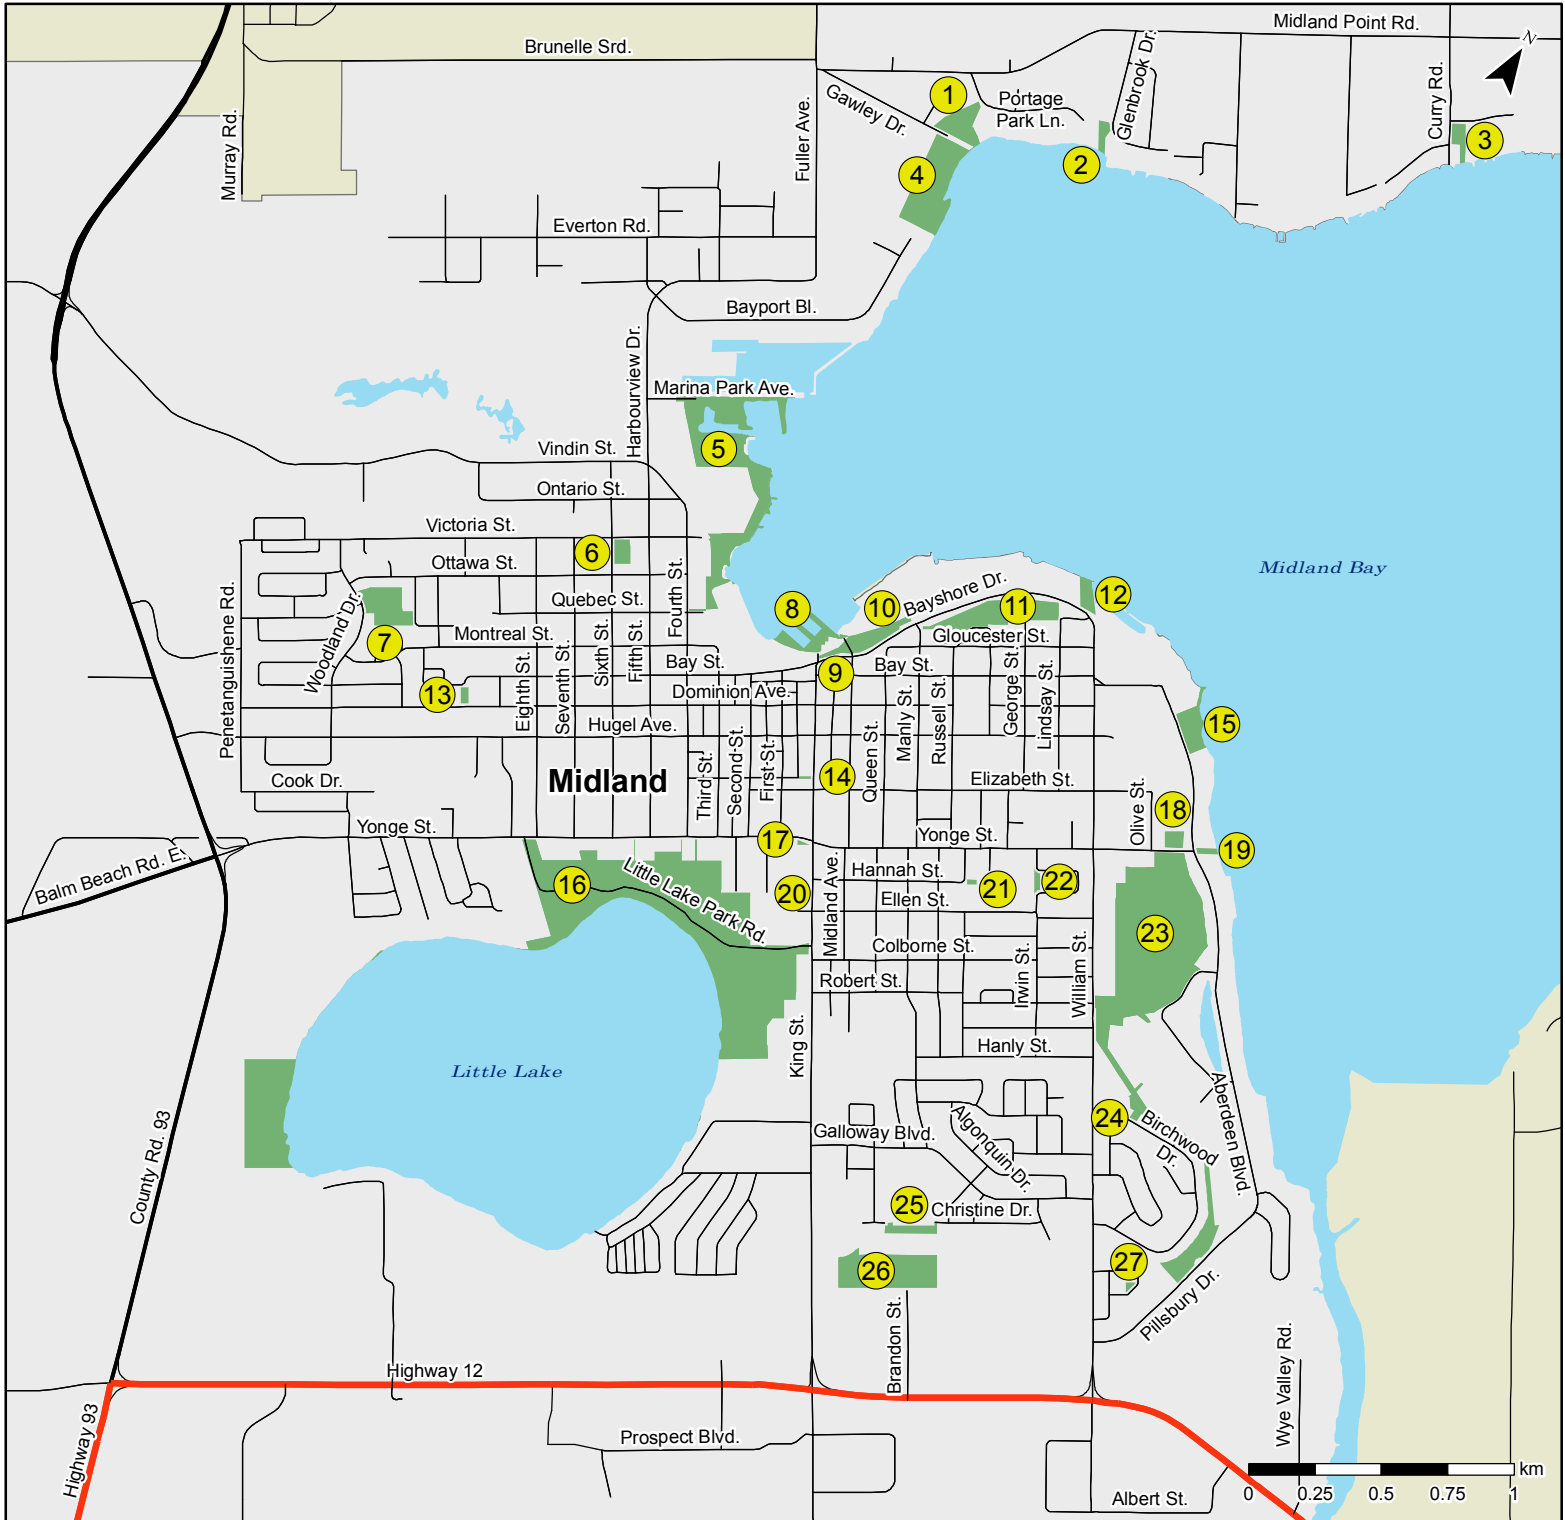 Midland Point Rd.
Brunelle Srd.
N
Glenbrook Dr.
Curry Rd.
Gawley Dr.
1
Portage
Park Ln.
Murray Rd.
Fuller Ave.
2
3
4
Everton Rd.
Bayport Bl.
Harbourview Dr.
Marina Park Ave.
5
Vindin St.
Ontario St.
Victoria St.
6
Ottawa St.
Midland Bay
Penetanguishene Rd.
Woodland Dr.
Quebec St.
Fourth St.
8
10
Bayshore Dr.
11
12
7
Montreal St.
Gloucester St.
Eighth St.
Seventh St.
Sixth St.
Fifth St.
Bay St.
9
Bay St.
George St.
Lindsay St.
13
Dominion Ave.
Manly St.
Russell St.
Hugel Ave.
15
Cook Dr.
Midland
Third St.
Second St.
First St.
14
Queen St.
Elizabeth St.
Olive St.
18
Yonge St.
17
Yonge St.
19
Balm Beach Rd. E.
16
Little Lake Park Rd.
20
Midland Ave.
Hannah St.
21
22
Ellen St.
23
Colborne St.
Robert St.
Irwin St.
William St.
King St.
Hanly St.
Little Lake
County Rd. 93
Aberdeen Blvd.
24
Birchwood
Dr.
Galloway Blvd.
Algonquin Dr.
25
Christine Dr.
26
27
Pillsbury Dr.
Brandon St.
Wye Valley Rd.
Highway 12
Highway 93
Prospect Blvd.
Albert St.
km
0 0.25 0.5 0.75 1